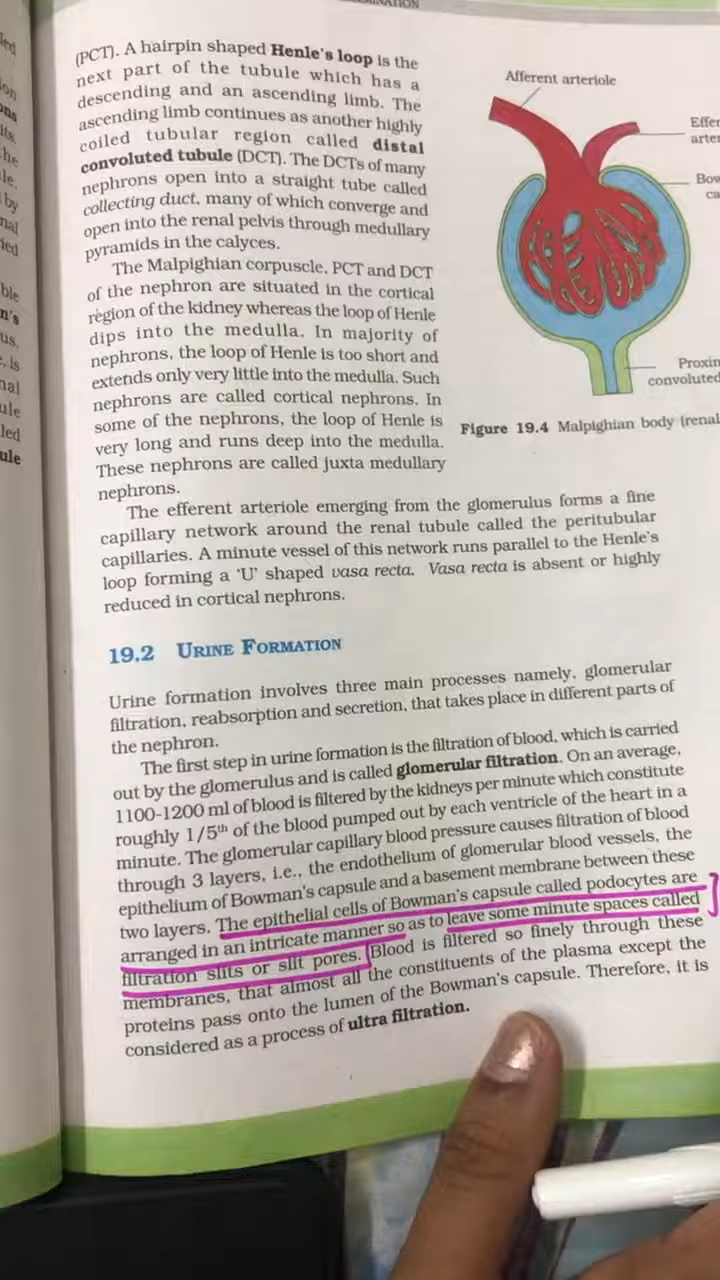 (PCT). A hairpin shaped Henle's loop is the
next part of the tubule which has a
descending and an ascending limb. The
ascending limb continues as another highly
coiled tubular region called distal
convoluted tubule (DCT). The DCTs of many
nephrons open into a straight tube called
collecting duct, many of which converge and
open into the renal pelvis through medullary
pyramids in the calyces.
The Malpighian corpuscle, PCT and DCT
of the nephron are situated in the cortical
region of the kidney whereas the loop of Henle
dips into the medulla. In majority of
nephrons, the loop of Henle is too short and
extends only very little into the medulla. Such
nephrons are called cortical nephrons. In
some of the nephrons, the loop of Henle is
very long and runs deep into the medulla.
These nephrons are called juxta medullary
nephrons.
Afferent arteriole
Proxim
convoluted
Figure 19.4 Malpighian body (renal
The efferent arteriole emerging from the glomerulus forms a fine
capillary network around the renal tubule called the peritubular
capillaries. A minute vessel of this network runs parallel to the Henle's
loop forming a 'U' shaped vasa recta. Vasa recta is absent or highly
reduced in cortical nephrons.
19.2 URINE FORMATION
Urine formation involves three main processes namely, glomerular
filtration, reabsorption and secretion, that takes place in different parts of
the nephron.
The first step in urine formation is the filtration of blood, which is carried
out by the glomerulus and is called glomerular filtration. On an average,
1100-1200 ml of blood is filtered by the kidneys per minute which constitute
roughly 1/5th of the blood pumped out by each ventricle of the heart in a
minute. The glomerular capillary blood pressure causes filtration of blood
through 3 layers, i.e., the endothelium of glomerular blood vessels, the
epithelium of Bowman's capsule and a basement membrane between these
two layers. The epithelial cells of Bowman's capsule called podocytes are
arranged in an intricate manner so as to leave some minute spaces called
filtration slits or slit pores. Blood is filtered so finely through these
membranes, that almost all the constituents of the plasma except the
proteins pass onto the lumen of the Bowman's capsule. Therefore, it is
considered as a process of ultra filtration.